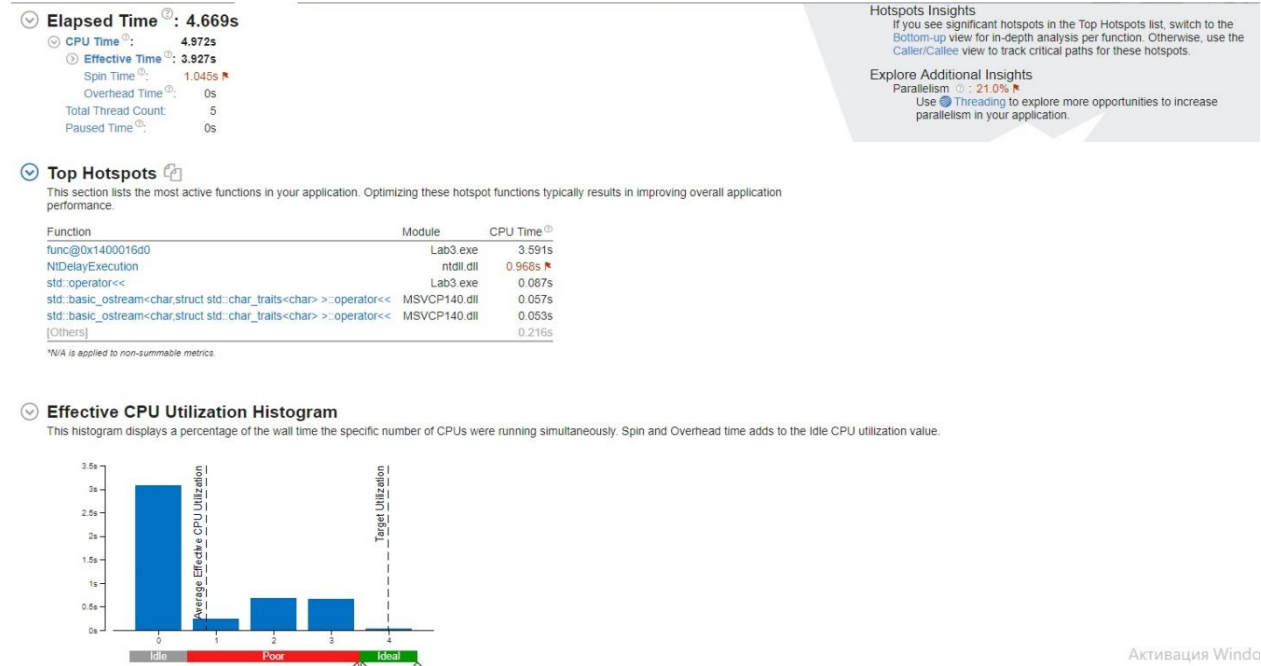 Elapsed Time: 4.669s
CPU Time: 4.972s
Effective Time: 3.927s
Spin Time: 1.045s
Overhead Time: 0s
Total Thread Count: 5
Paused Time: 0s
Hotspots Insights
If you see significant hotspots in the Top Hotspots list, switch to the
Bottom-up view for in-depth analysis per function. Otherwise, use the
Caller/Callee view to track critical paths for these hotspots.
Explore Additional Insights
Parallelism : 21.0%
Use Threading to explore more opportunities to increase
parallelism in your application.
Top Hotspots
This section lists the most active functions in your application. Optimizing these hotspot functions typically results in improving overall application
performance.
Function Module CPU Time
func@0x1400016d0 Lab3.exe 3.591s
NtDelayExecution ntdll.dll 0.968s
std::operator<< Lab3.exe 0.087s
std::basic_ostream<char,struct std::char_traits<char> >::operator<< MSVCP140.dll 0.057s
std::basic_ostream<char,struct std::char_traits<char> >::operator<< MSVCP140.dll 0.053s
[Others] 0.216s
*N/A is applied to non-summable metrics.
Effective CPU Utilization Histogram
This histogram displays a percentage of the wall time the specific number of CPUs were running simultaneously. Spin and Overhead time adds to the Idle CPU utilization value.
3.5s
3s
2.5s
2s
1.5s
1s
0.5s
0s
Average Effective CPU Utilization
Target Utilization
0 1 2 3 4
Idle Poor Ideal
Активация Windo